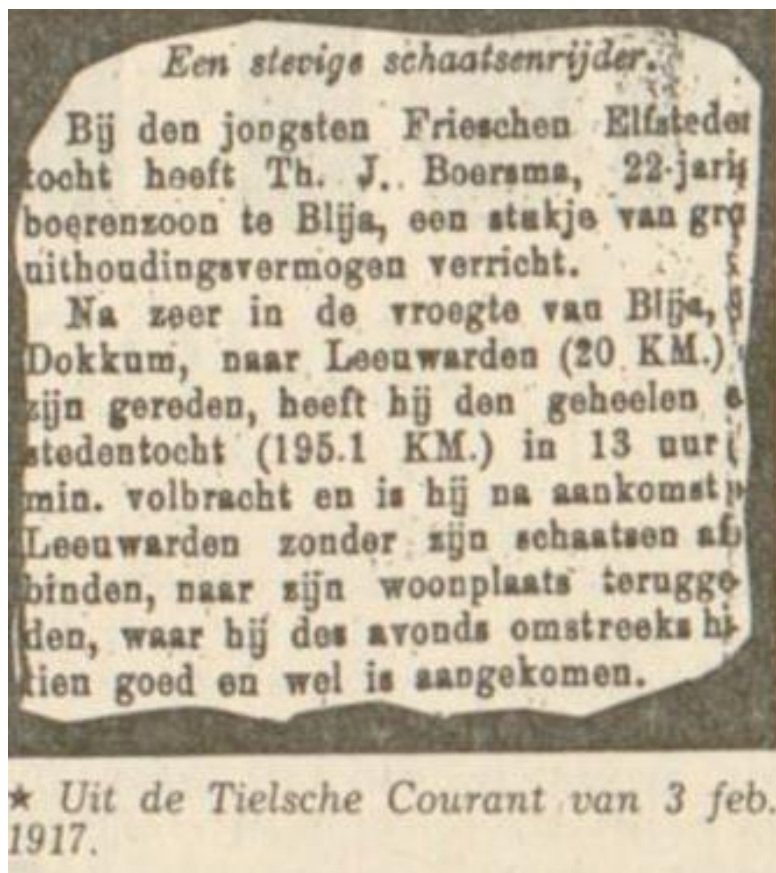 Een stevige schaatsenrijder.
Bij den jongsten Frieschen Elfsteden
tocht heeft Th. J. Boersma, 22-jarig
boerenzoon te Blija, een stukje van
uithoudingsvermogen verricht.
Na zeer in de vroegte van Blija,
Dokkum, naar Leeuwarden (20 KM.)
zijn gereden, heeft hij den geheelen
stedentocht (195.1 KM.) in 13 uur
min. volbracht en is hij na aankomst
Leeuwarden zonder zijn schaatsen af
binden, naar zijn woonplaats terugge
den, waar hij des avonds omstreeks
tien goed en wel is aangekomen.
★ Uit de Tielsche Courant van 3 feb.
1917.